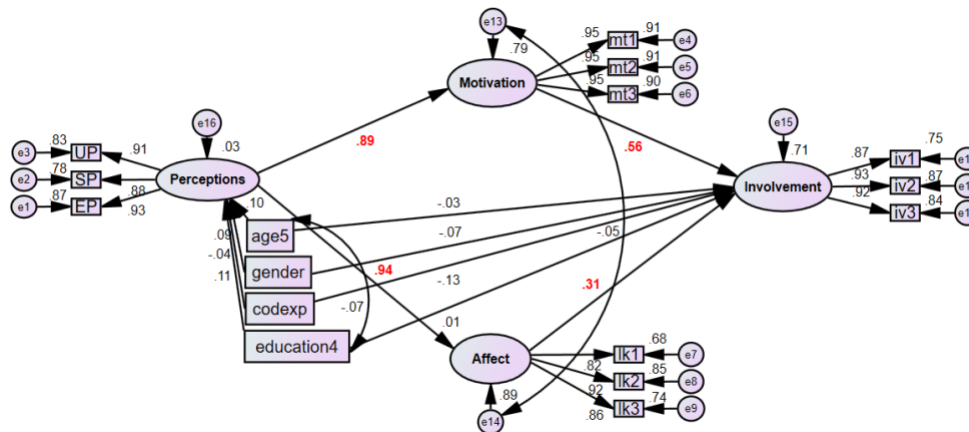 e13
.79
Motivation
.95 mt1 .91 e4
.95 mt2 .91 e5
.95 mt3 .90 e6
e16
.03
Perceptions
e3 .83 UP .91
e2 .78 SP .88
e1 .87 EP .93
.89
.56
e15
.71
Involvement
.87 iv1 .75 e1
.93 iv2 .87 e1
.92 iv3 .84 e1
10
.09
-.04
.11
age5
gender
codexp
education4
-.03
-.07
-.13
.01
-.05
-.07
.94
.31
Affect
.82 lk1 .68 e7
.92 lk2 .85 e8
.86 lk3 .74 e9
.89
e14